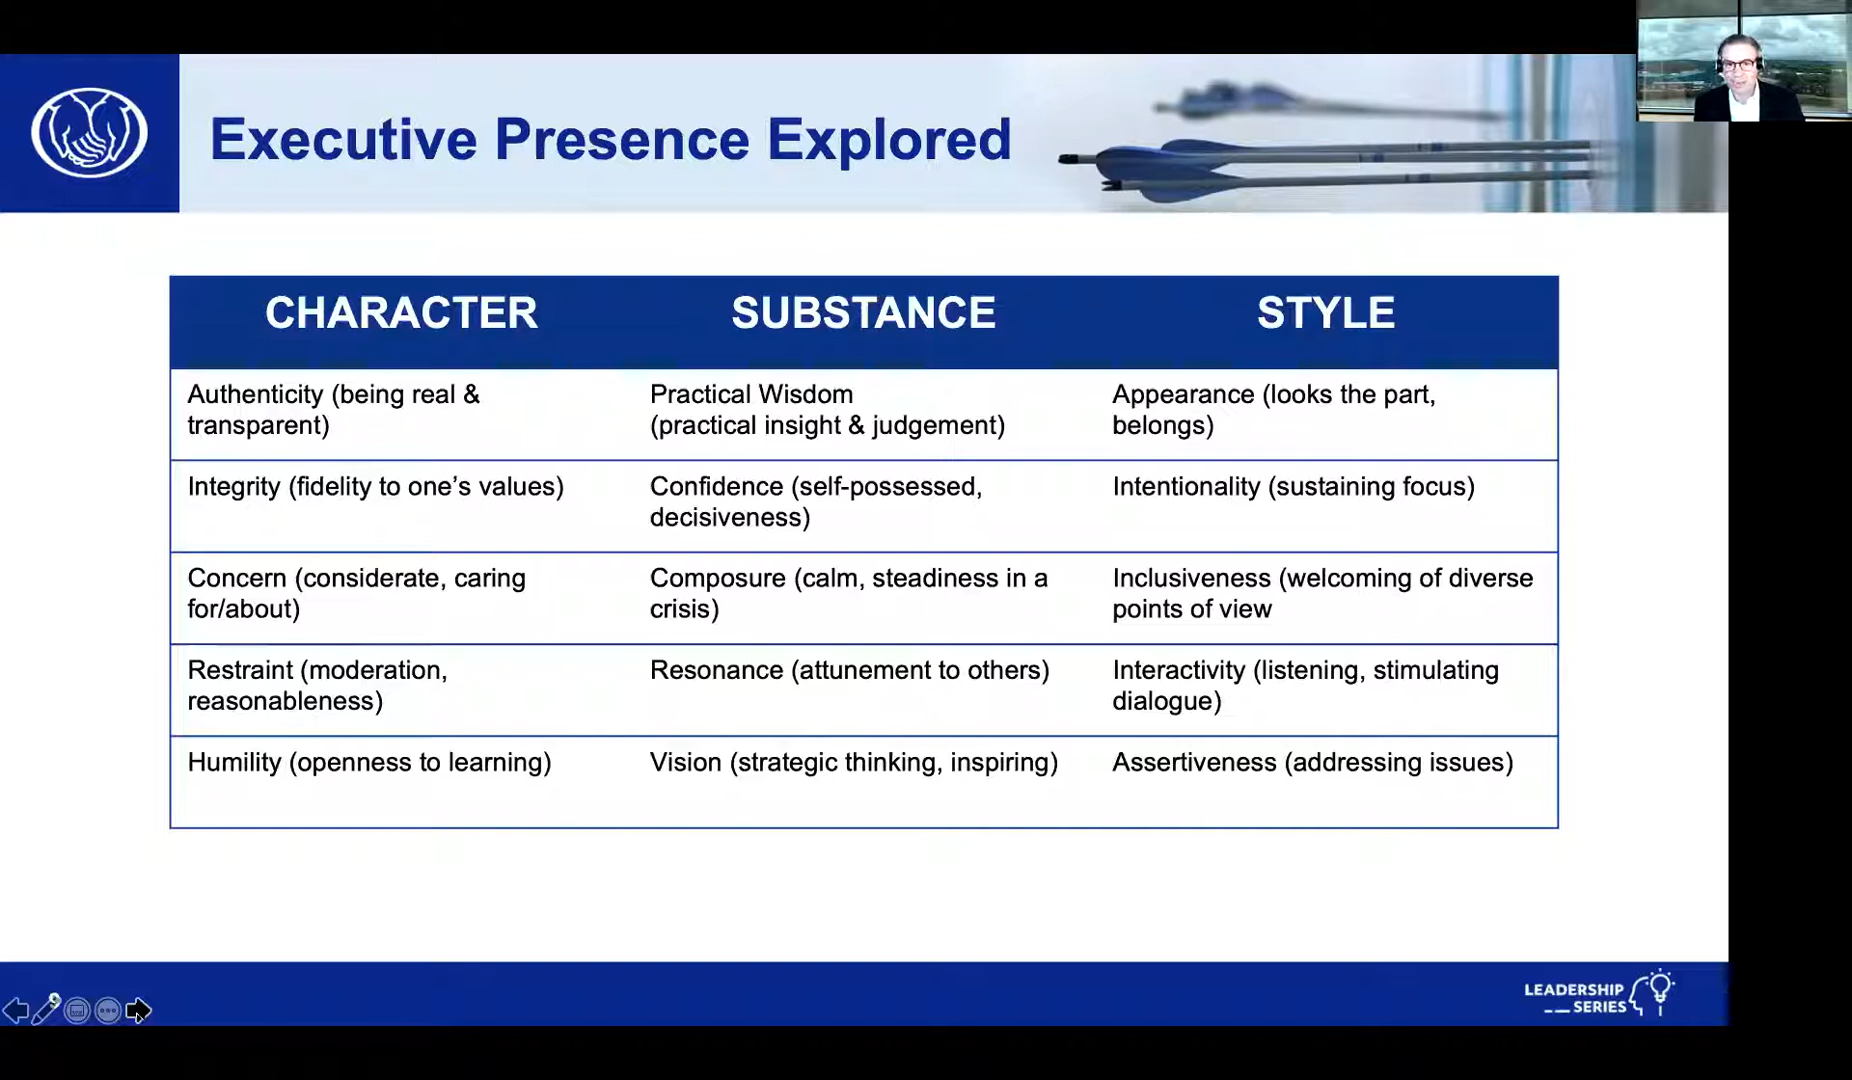 Executive Presence Explored
CHARACTER
SUBSTANCE
STYLE
Authenticity (being real &
transparent)
Practical Wisdom
(practical insight & judgement)
Appearance (looks the part,
belongs)
Integrity (fidelity to one’s values)
Confidence (self-possessed,
decisiveness)
Intentionality (sustaining focus)
Concern (considerate, caring
for/about)
Composure (calm, steadiness in a
crisis)
Inclusiveness (welcoming of diverse
points of view
Restraint (moderation,
reasonableness)
Resonance (attunement to others)
Interactivity (listening, stimulating
dialogue)
Humility (openness to learning)
Vision (strategic thinking, inspiring)
Assertiveness (addressing issues)
LEADERSHIP
SERIES